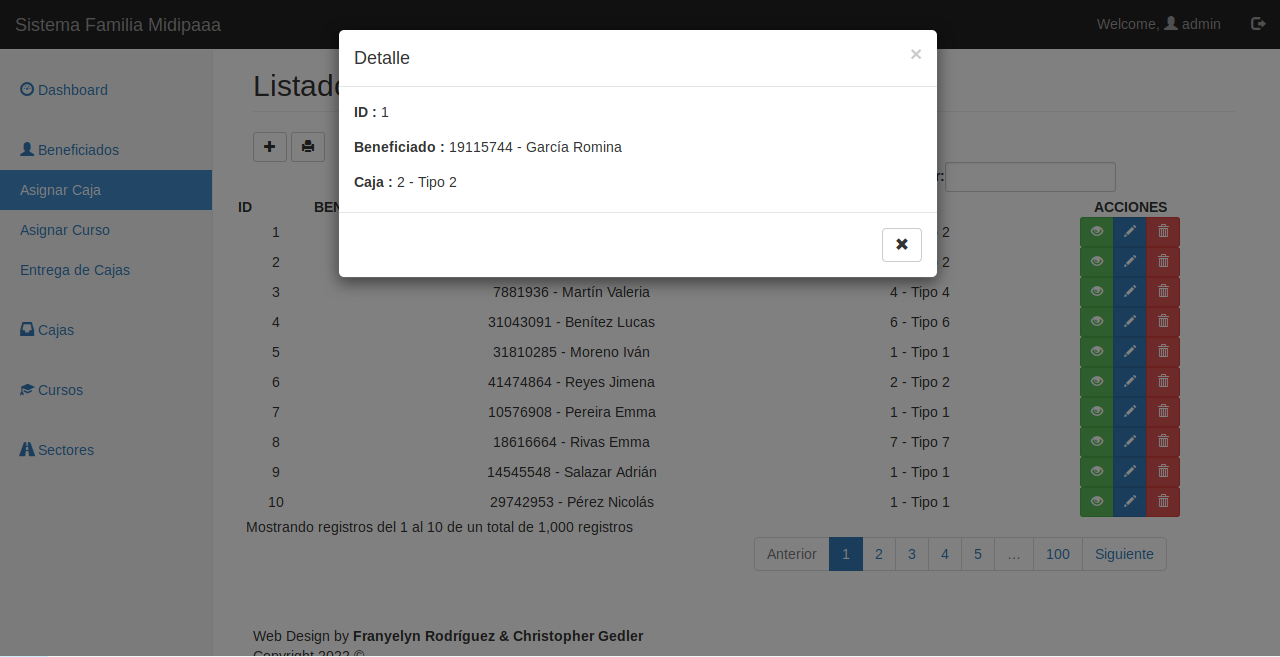 Sistema Familia Midipaaa
Welcome, admin
Detalle
×
ID : 1
Beneficiado : 19115744 - García Romina
Caja : 2 - Tipo 2
Dashboard
Beneficiados
Asignar Caja
Asignar Curso
Entrega de Cajas
Cajas
Cursos
Sectores
ID ACCIONES
1 2
2 2
3 7881936 - Martín Valeria 4 - Tipo 4
4 31043091 - Benítez Lucas 6 - Tipo 6
5 31810285 - Moreno Iván 1 - Tipo 1
6 41474864 - Reyes Jimena 2 - Tipo 2
7 10576908 - Pereira Emma 1 - Tipo 1
8 18616664 - Rivas Emma 7 - Tipo 7
9 14545548 - Salazar Adrián 1 - Tipo 1
10 29742953 - Pérez Nicolás 1 - Tipo 1
Mostrando registros del 1 al 10 de un total de 1,000 registros
Anterior 1 2 3 4 5 ... 100 Siguiente
Web Design by Franyelyn Rodríguez & Christopher Gedler
Copyright 2022 ©